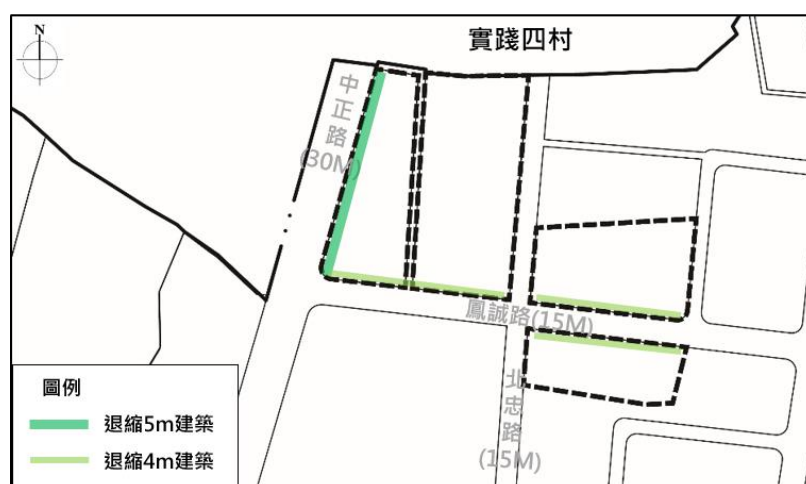 N
實踐四村
中正路(30M)
鳳誠路(15M)
北忠路(15M)
圖例
退縮5m建築
退縮4m建築